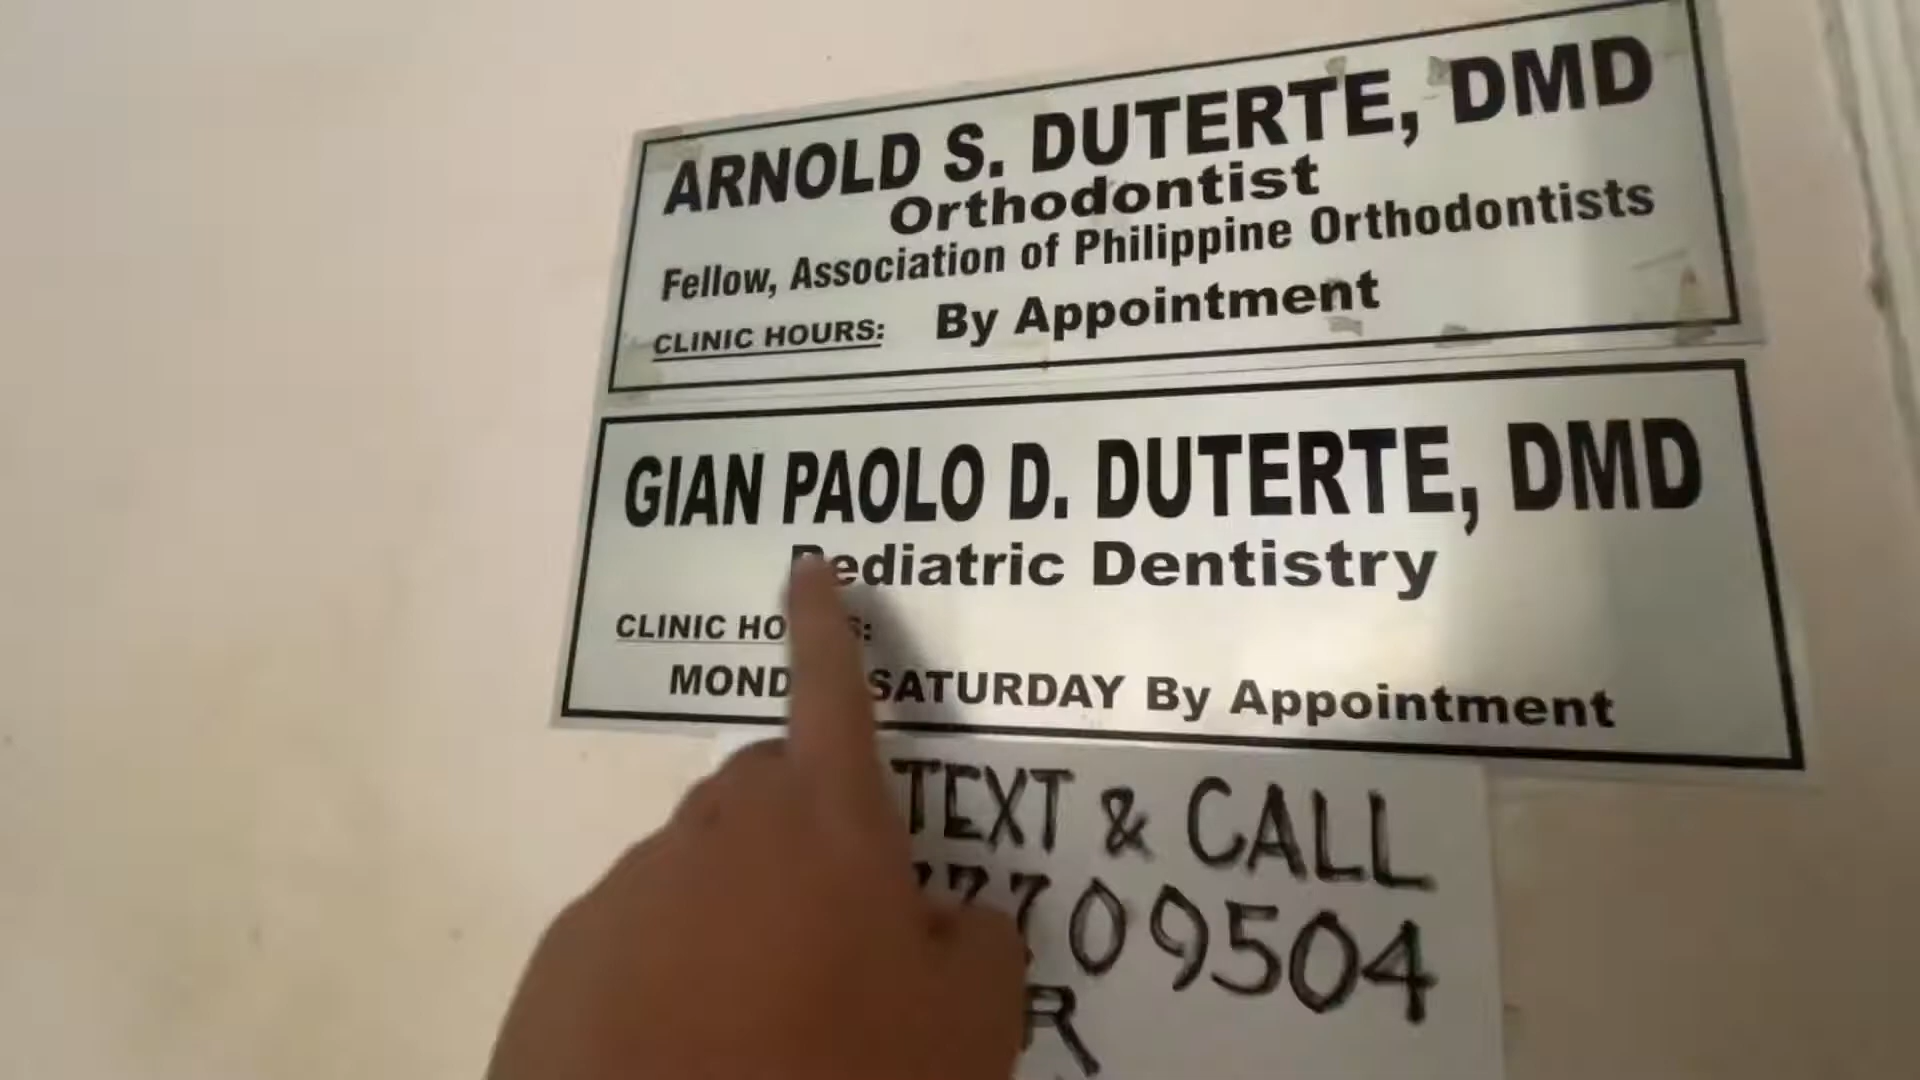 ARNOLD S. DUTERTE, DMD
Orthodontist
Fellow, Association of Philippine Orthodontists
CLINIC HOURS: By Appointment
GIAN PAOLO D. DUTERTE, DMD
Pediatric Dentistry
CLINIC
SATURDAY By Appointment
TEXT & CALL